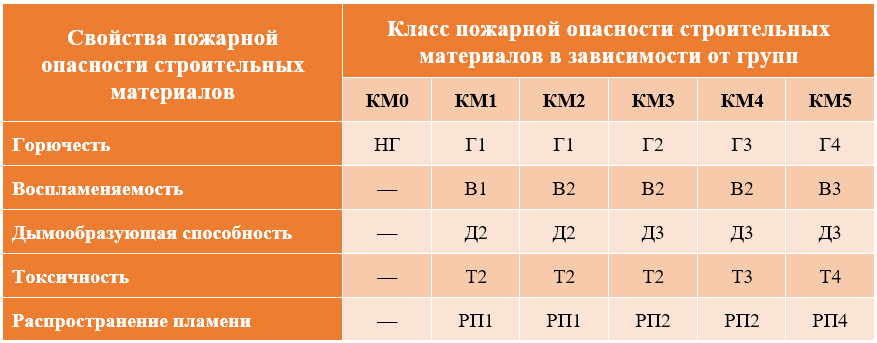 Свойства пожарной
опасности строительных
материалов
Класс пожарной опасности строительных
материалов в зависимости от групп
КМ0 КМ1 КМ2 КМ3 КМ4 КМ5
Горючесть НГ Г1 Г1 Г2 Г3 Г4
Воспламеняемость — В1 В2 В2 В2 В3
Дымообразующая способность — Д2 Д2 Д3 Д3 Д3
Токсичность — Т2 Т2 Т2 Т3 Т4
Распространение пламени — РП1 РП1 РП2 РП2 РП4